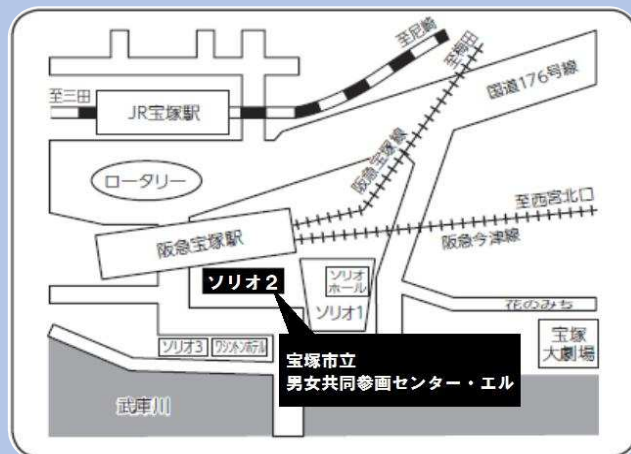 至尼崎
至梅田
国道176号線
至三田
JR宝塚駅
阪急宝塚線
ロータリー
至西宮北口
阪急宝塚駅
阪急今津線
ソリオ2
ソリオ
ホール
ソリオ1
花のみち
ソリオ3
ワシントンホテル
宝塚
大劇場
宝塚市立
男女共同参画センター・エル
武庫川